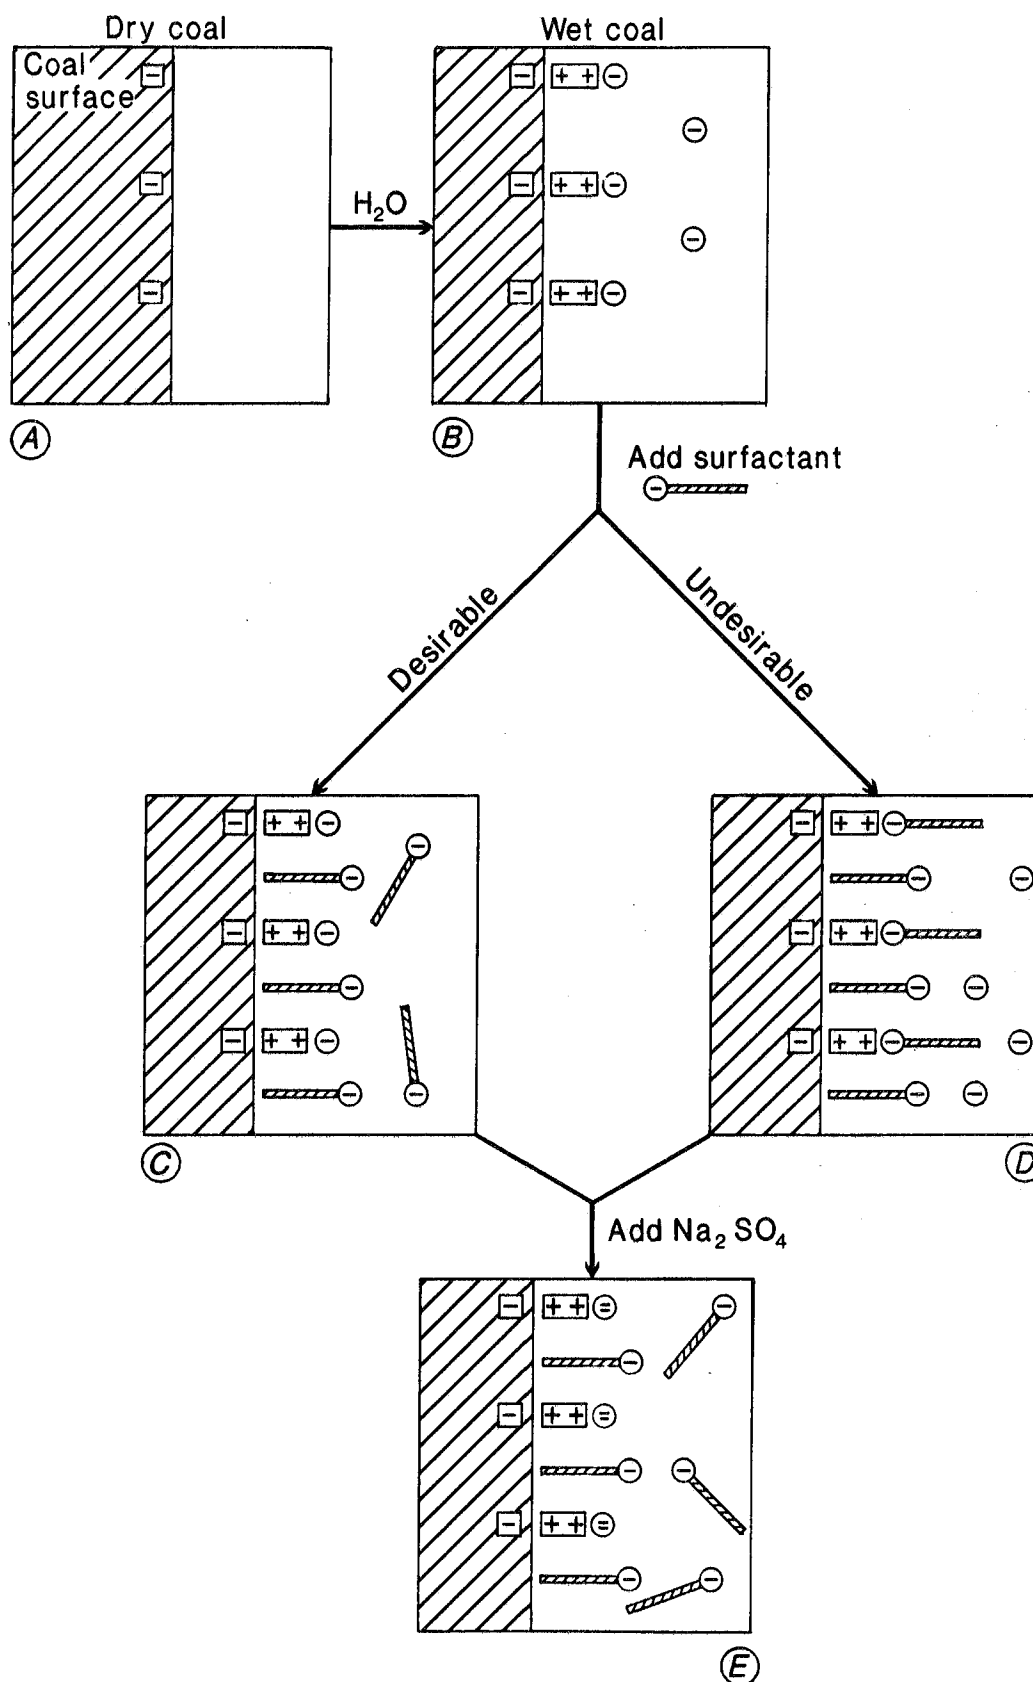 Dry coal
Wet coal
Coal
surface
H₂O
A
B
Add surfactant
Desirable
Undesirable
C
D
Add Na₂ SO₄
E